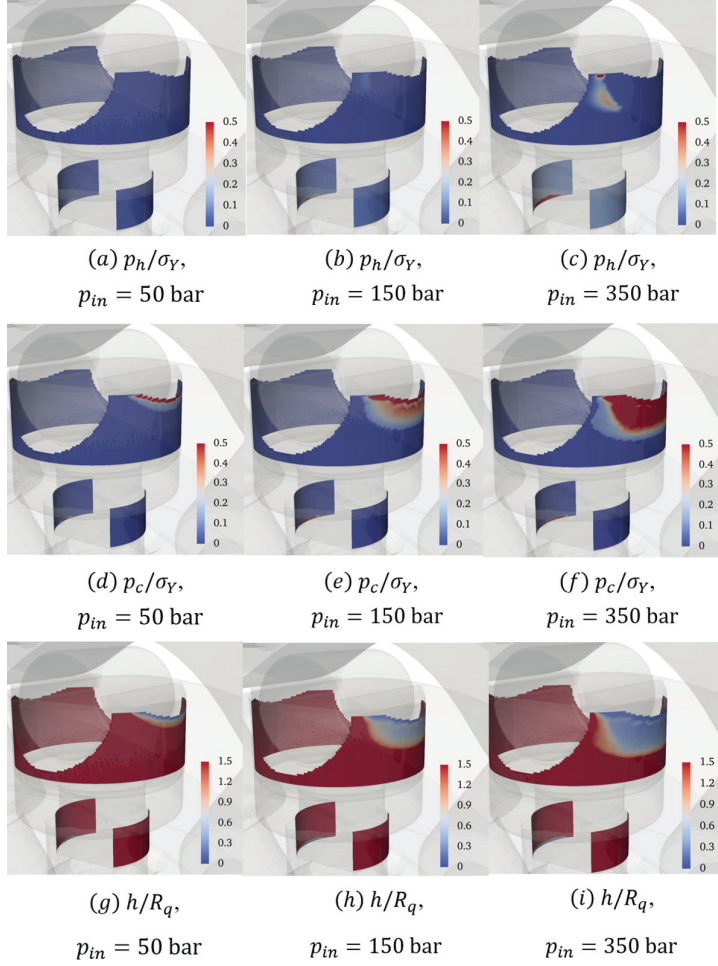 0.5 0.5 0.5
0.4 0.4 0.4
0.3 0.3 0.3
0.2 0.2 0.2
0.1 0.1 0.1
0 0 0
(a) p_h/σ_Y, (b) p_h/σ_Y, (c) p_h/σ_Y,
p_in = 50 bar p_in = 150 bar p_in = 350 bar
0.5 0.5 0.5
0.4 0.4 0.4
0.3 0.3 0.3
0.2 0.2 0.2
0.1 0.1 0.1
0 0 0
(d) p_c/σ_Y, (e) p_c/σ_Y, (f) p_c/σ_Y,
p_in = 50 bar p_in = 150 bar p_in = 350 bar
1.5 1.5 1.5
1.2 1.2 1.2
0.9 0.9 0.9
0.6 0.6 0.6
0.3 0.3 0.3
0 0 0
(g) h/R_q, (h) h/R_q, (i) h/R_q,
p_in = 50 bar p_in = 150 bar p_in = 350 bar